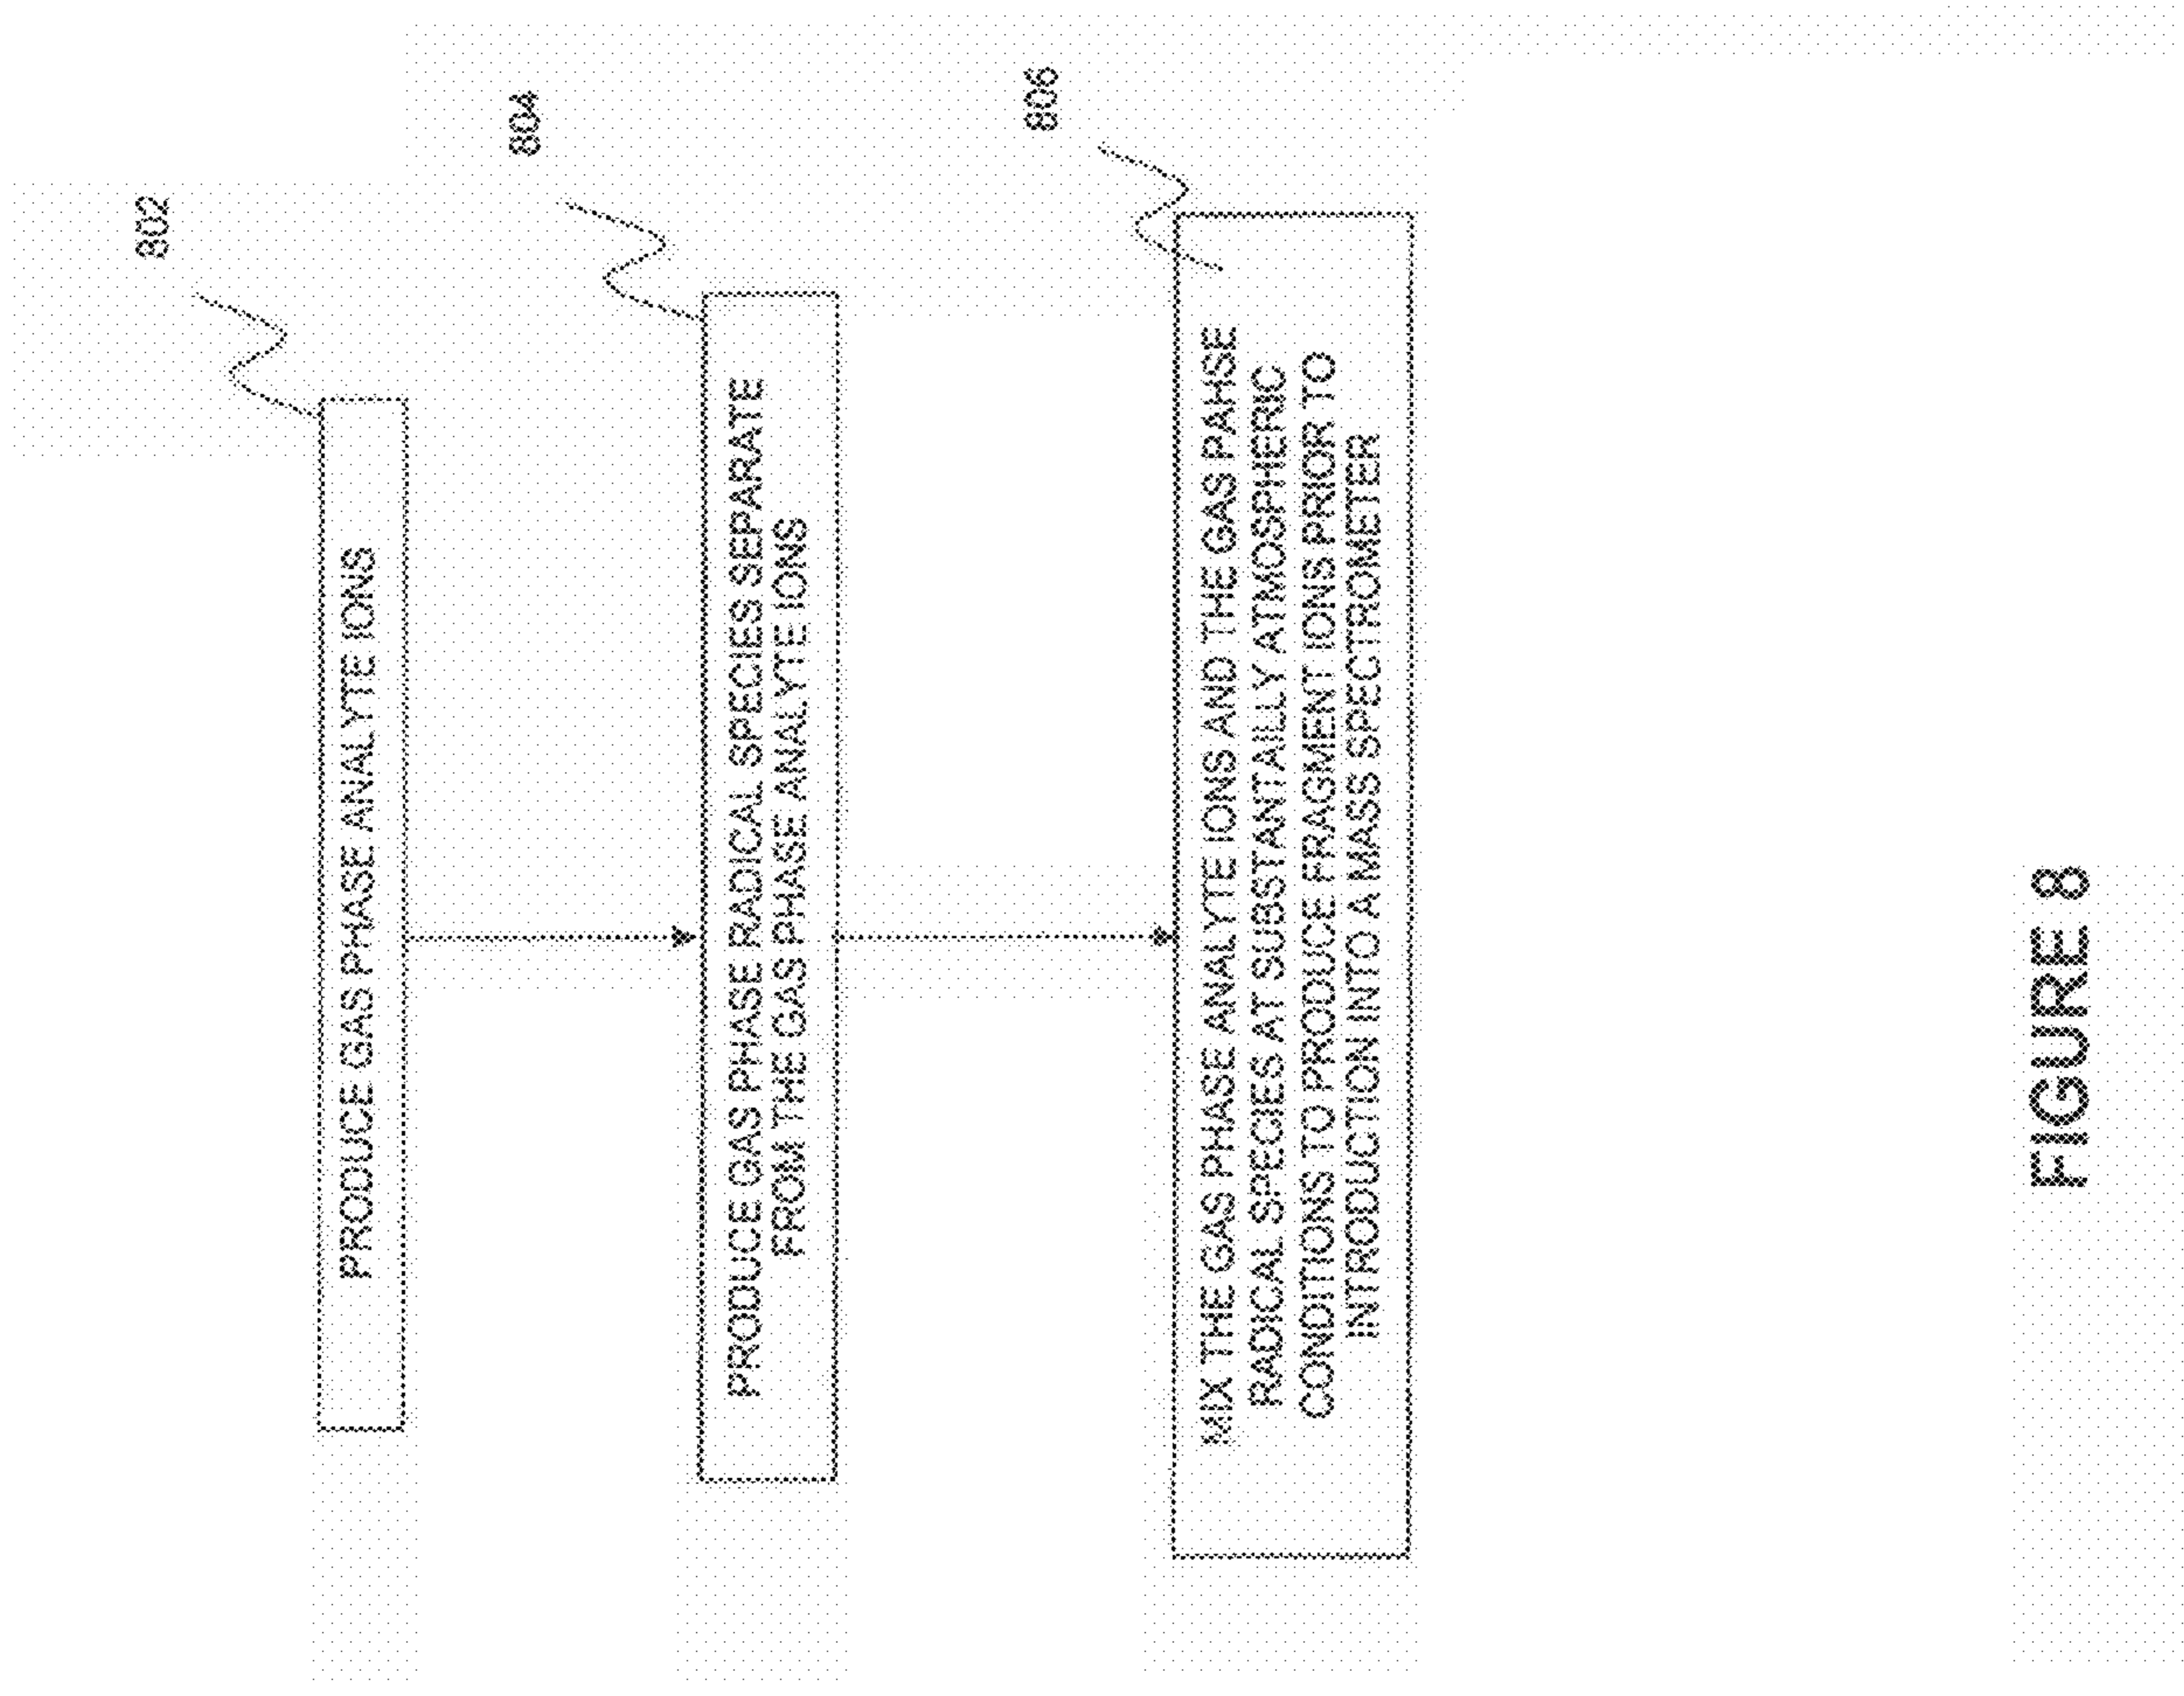 802
PRODUCE GAS PHASE ANALYTE IONS
804
PRODUCE GAS PHASE RADICAL SPECIES SEPARATE
FROM THE GAS PHASE ANALYTE IONS
806
MIX THE GAS PHASE ANALYTE IONS AND THE GAS PAHSE
RADICAL SPECIES AT SUBSTANTAILLY ATMOSPHERIC
CONDITIONS TO PRODUCE FRAGMENT IONS PRIOR TO
INTRODUCTION INTO A MASS SPECTROMETER
FIGURE 8